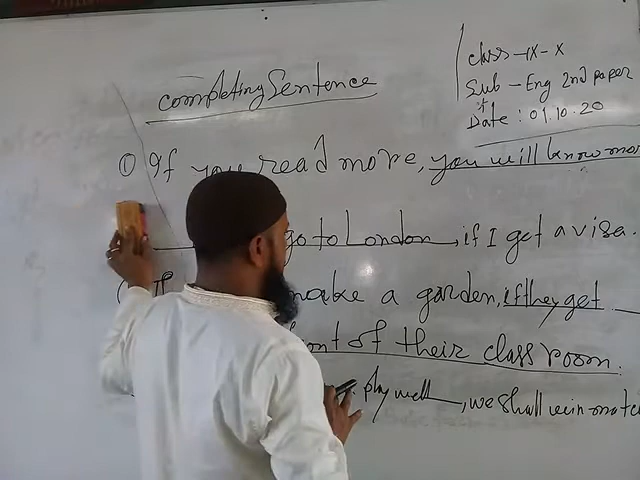 Class-IX-X
Sub - Eng 2nd paper
Date: 01.10.20
Completing Sentence
① If you read more, you will know more
go to London, if I get a visa.
make a garden, if they get
front of their class room.
play well, we shall win